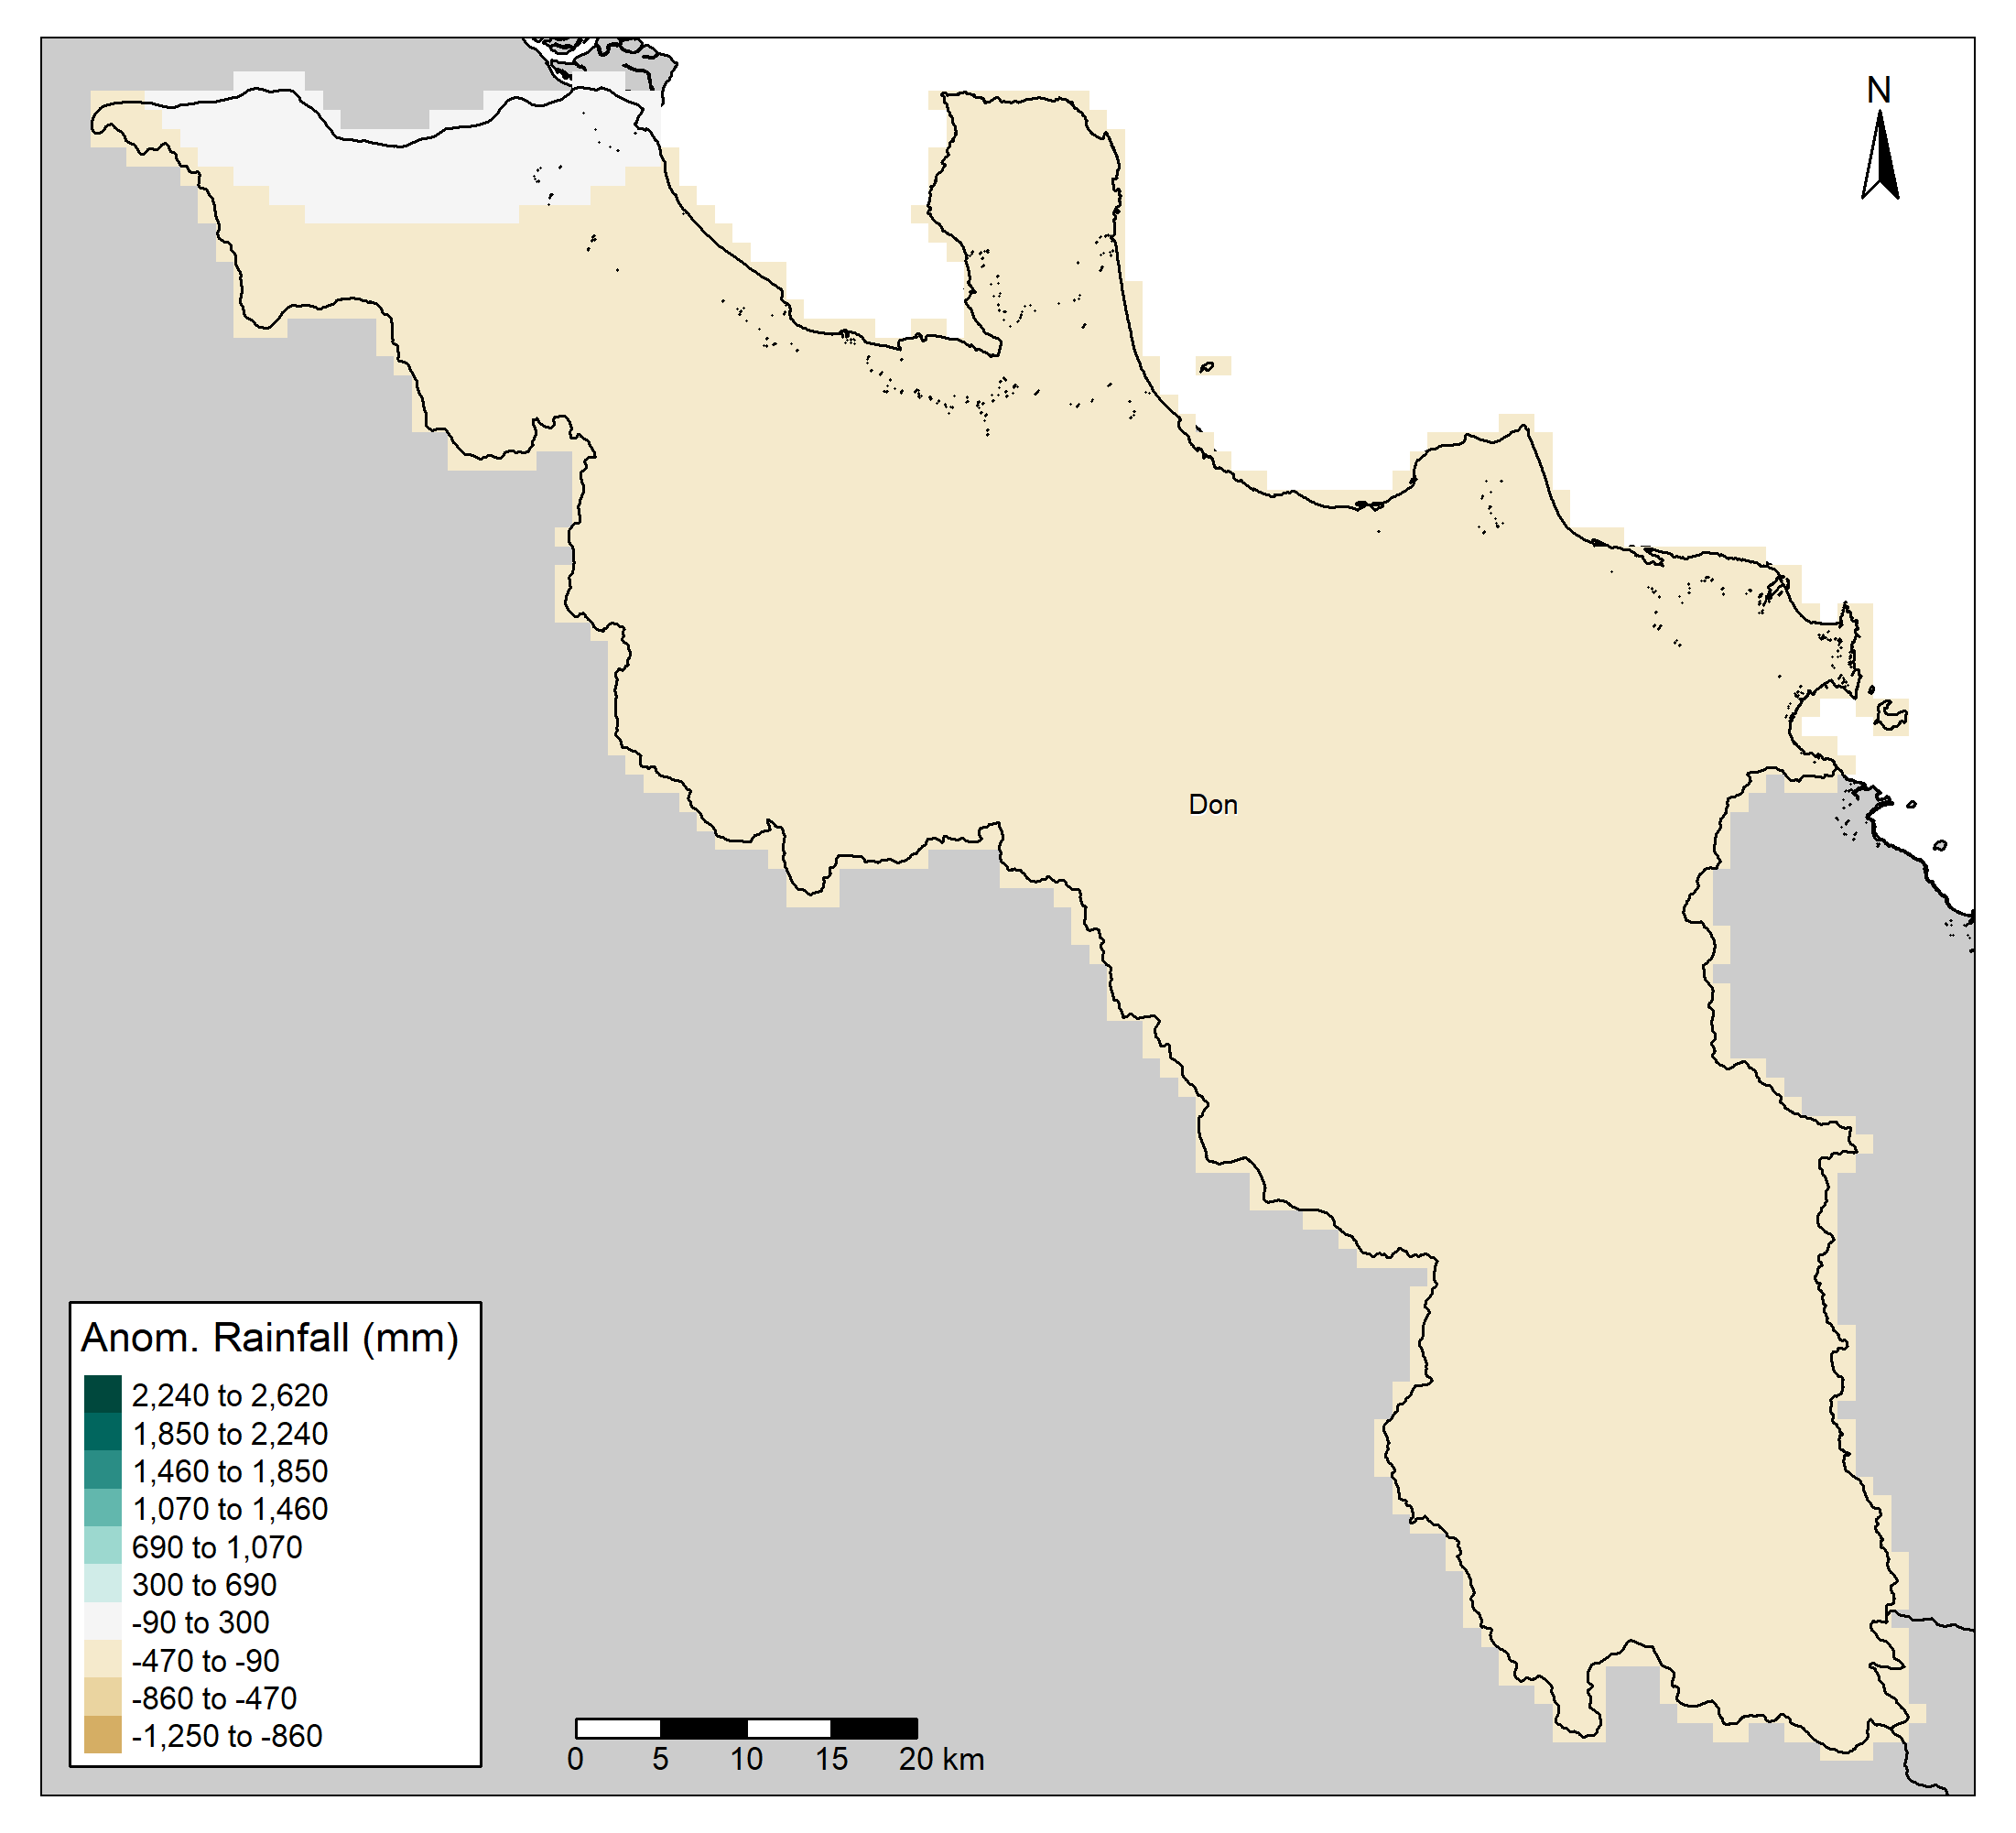 N
Don
Anom. Rainfall (mm)
2,240 to 2,620
1,850 to 2,240
1,460 to 1,850
1,070 to 1,460
690 to 1,070
300 to 690
-90 to 300
-470 to -90
-860 to -470
-1,250 to -860
0 5 10 15 20 km